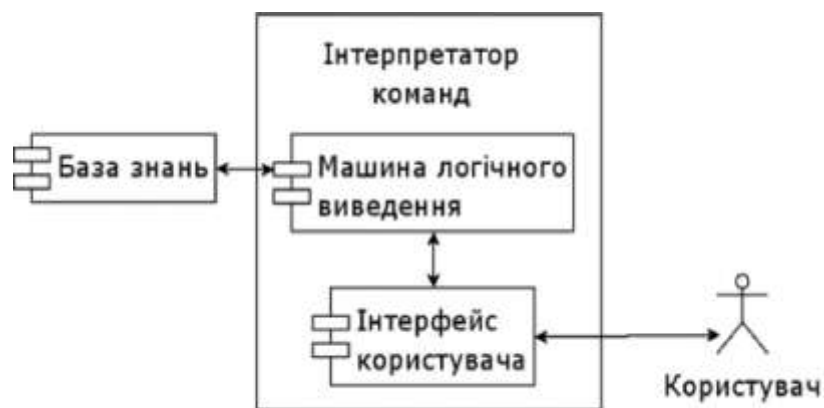 Інтерпретатор
команд
База знань
Машина логічного
виведення
Інтерфейс
користувача
Користувач